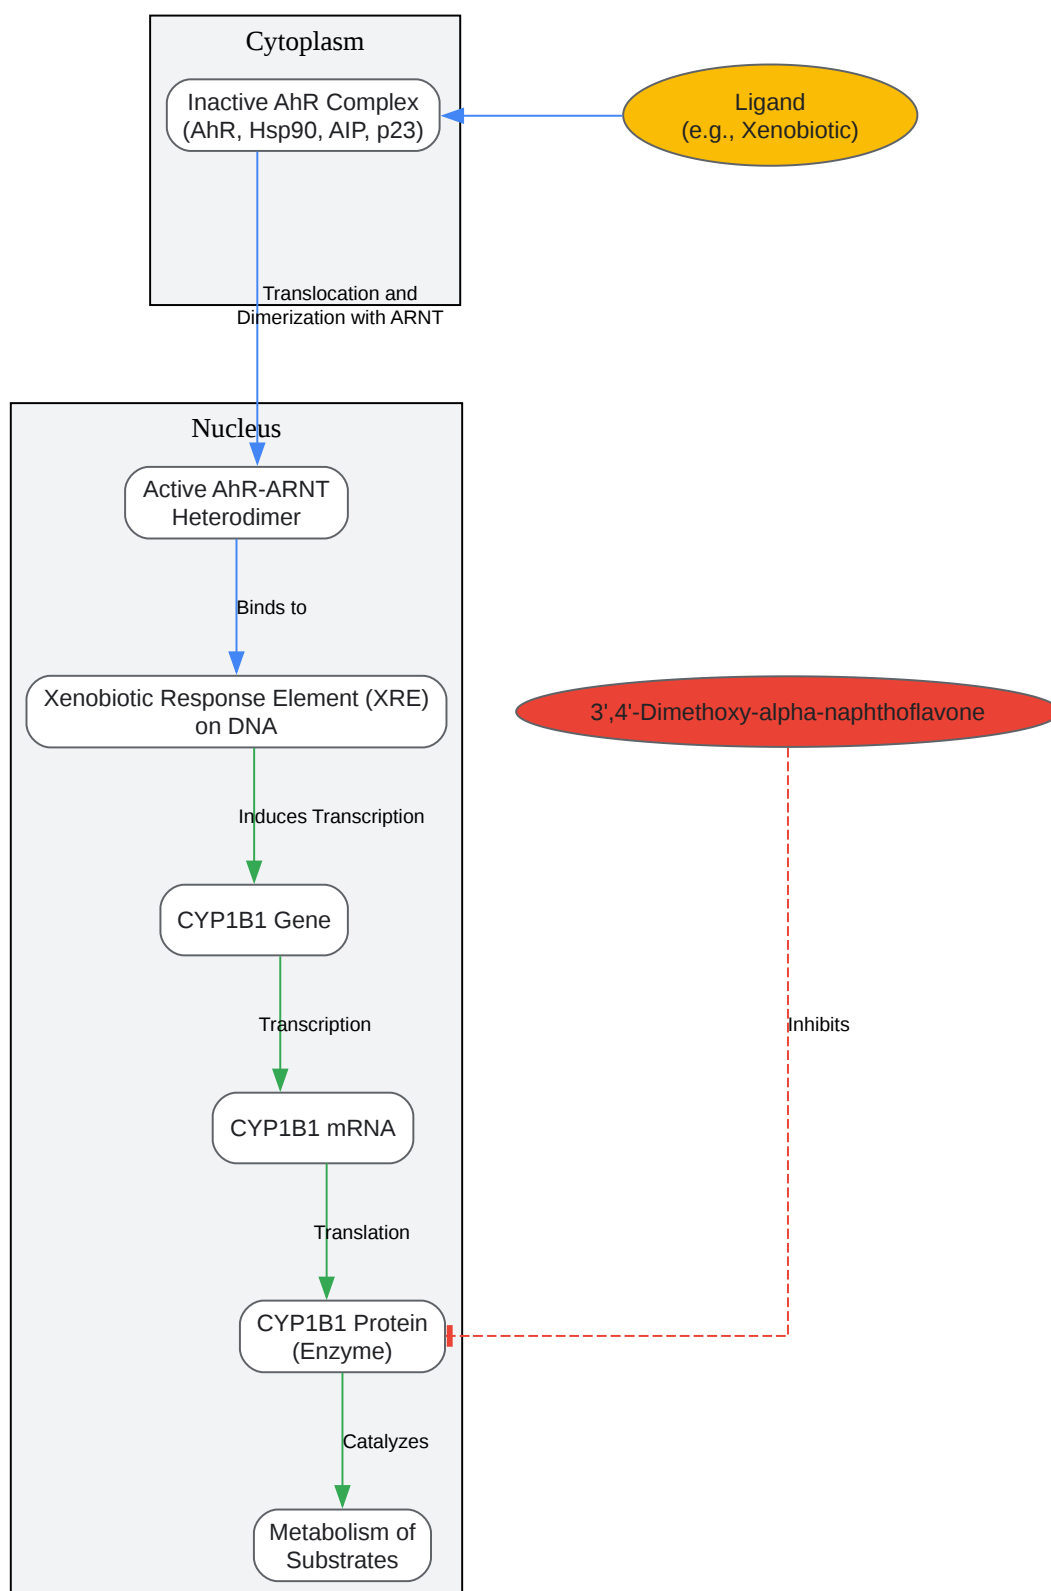 Cytoplasm
Inactive AhR Complex
(AhR, Hsp90, AIP, p23)
Ligand
(e.g., Xenobiotic)
Translocation and
Dimerization with ARNT
Nucleus
Active AhR-ARNT
Heterodimer
Binds to
Xenobiotic Response Element (XRE)
on DNA
3',4'-Dimethoxy-alpha-naphthoflavone
Induces Transcription
CYP1B1 Gene
Transcription
Inhibits
CYP1B1 mRNA
Translation
CYP1B1 Protein
(Enzyme)
Catalyzes
Metabolism of
Substrates